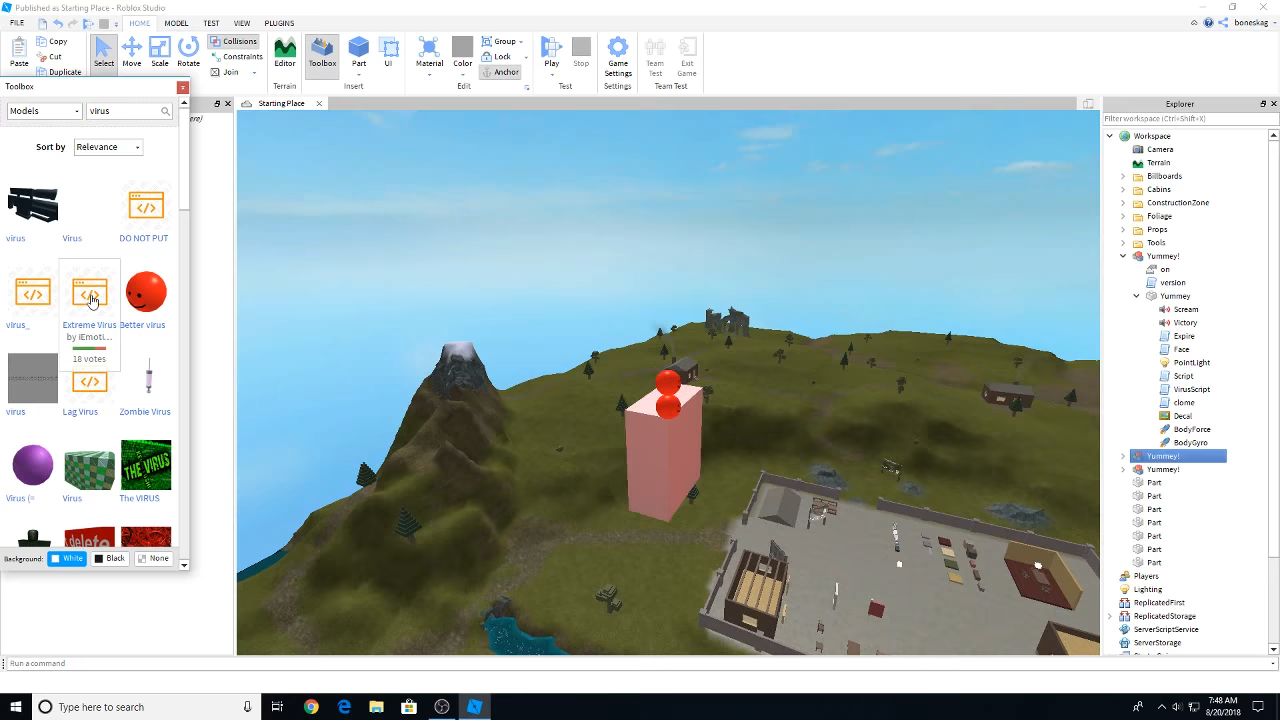 Published as Starting Place - Roblox Studio
FILE HOME MODEL TEST VIEW PLUGINS boneskag
Paste Copy Cut Duplicate Select Move Scale Rotate Collisions Constraints Join Editor Toolbox Part UI Material Color Group Lock Anchor Play Stop Game Settings Team Test Exit Game
Terrain Insert Edit Test Settings Team Test
Toolbox
Models virus
Sort by Relevance
virus Virus DO NOT PUT
virus_ Extreme Virus Better virus
by IEmoti...
18 votes
virus Lag Virus Zombie Virus
Virus (= Virus The VIRUS
THE VIRUS
delete
Background: White Black None
Starting Place
Explorer
Filter workspace (Ctrl+Shift+X)
Workspace
Camera
Terrain
Billboards
Cabins
ConstructionZone
Foliage
Props
Tools
Yummey!
on
version
Yummey
Scream
Victory
Expire
Face
PointLight
Script
VirusScript
clome
Decal
BodyForce
BodyGyro
Yummey!
Yummey!
Part
Part
Part
Part
Part
Part
Part
Players
Lighting
ReplicatedFirst
ReplicatedStorage
ServerScriptService
ServerStorage
Run a command
Type here to search
7:48 AM
8/20/2018